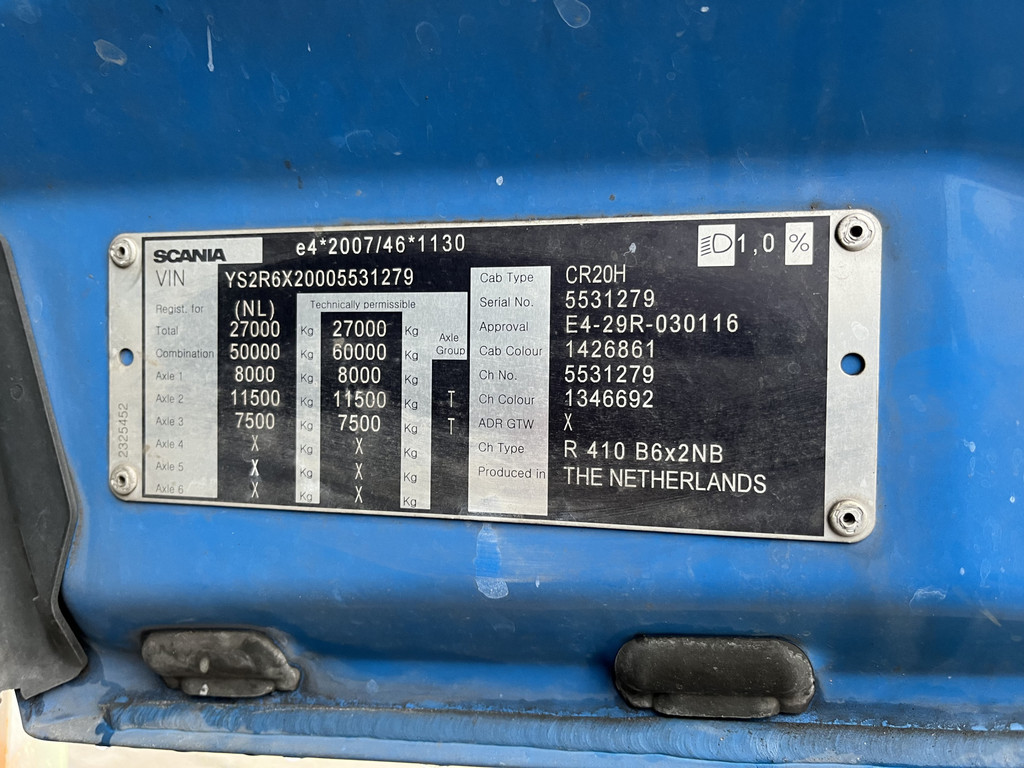 SCANIA e4*2007/46*1130 1,0 %
VIN YS2R6X20005531279
Regist. for (NL) Technically permissible
Total 27000 Kg 27000 Kg Axle Group
Combination 50000 Kg 60000 Kg
Axle 1 8000 Kg 8000 Kg
Axle 2 11500 Kg 11500 Kg T
Axle 3 7500 Kg 7500 Kg T
Axle 4 X Kg X Kg
Axle 5 X Kg X Kg
Axle 6 X Kg X Kg
2325452
Cab Type CR20H
Serial No. 5531279
Approval E4-29R-030116
Cab Colour 1426861
Ch No. 5531279
Ch Colour 1346692
ADR GTW X
Ch Type R 410 B6x2NB
Produced in THE NETHERLANDS